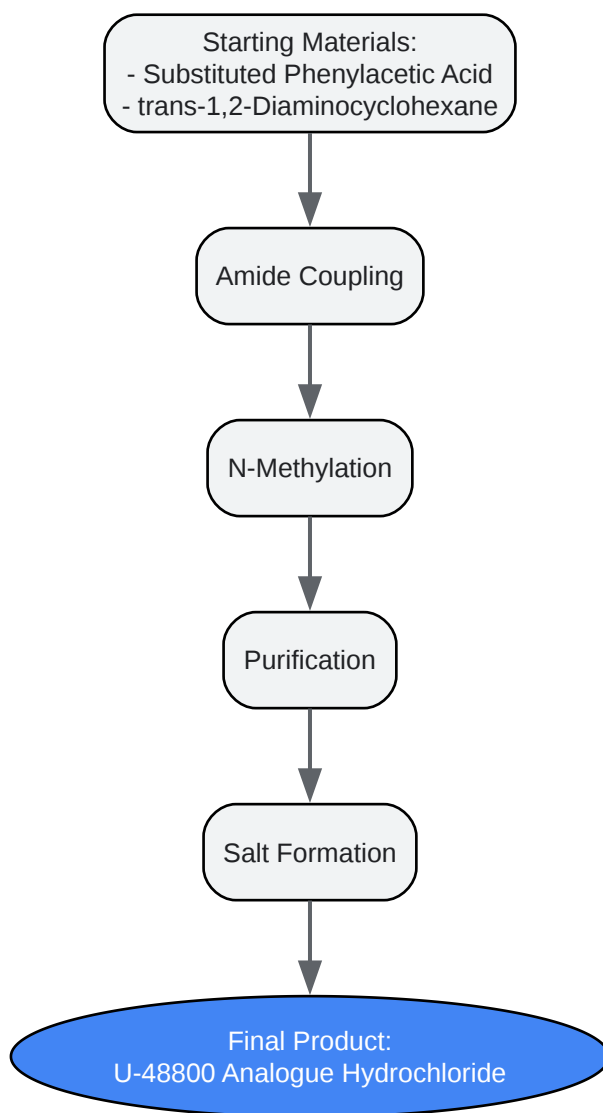 Starting Materials:
- Substituted Phenylacetic Acid
- trans-1,2-Diaminocyclohexane
Amide Coupling
N-Methylation
Purification
Salt Formation
Final Product:
U-48800 Analogue Hydrochloride